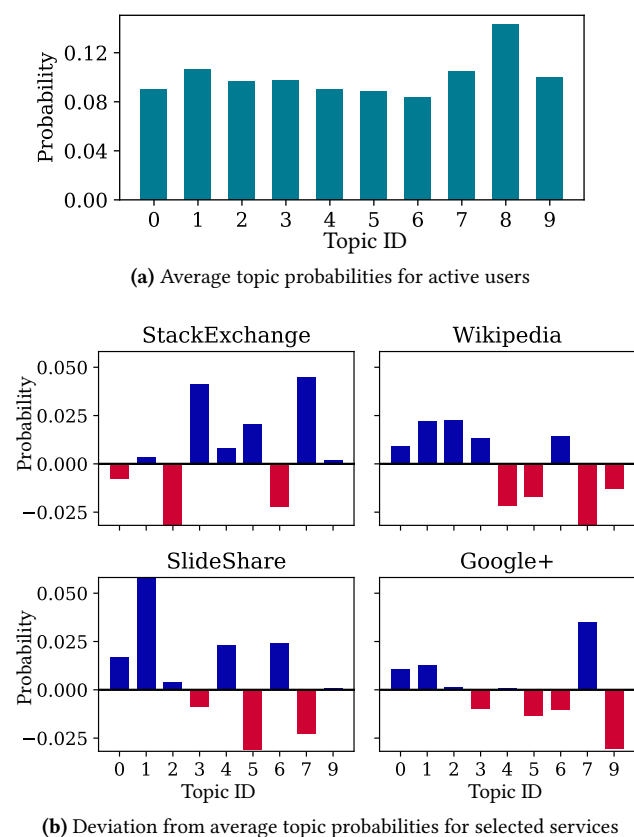 0.12
0.08
0.04
0.00
Probability
0 1 2 3 4 5 6 7 8 9
Topic ID
(a) Average topic probabilities for active users
StackExchange Wikipedia
0.050
0.025
0.000
−0.025
Probability
SlideShare Google+
0.050
0.025
0.000
−0.025
Probability
0 1 2 3 4 5 6 7 9 0 1 2 3 4 5 6 7 9
Topic ID Topic ID
(b) Deviation from average topic probabilities for selected services